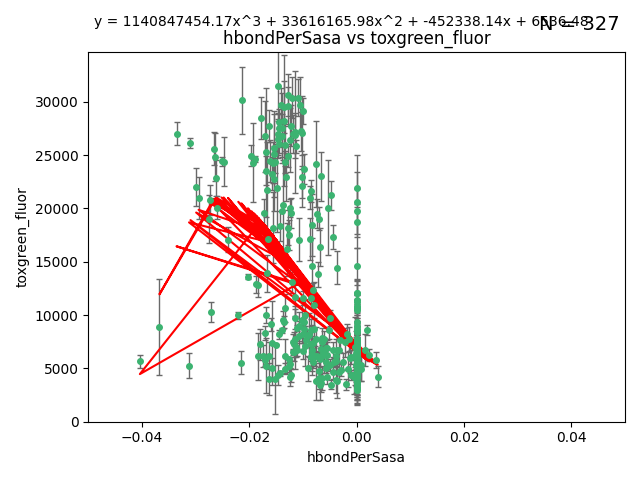 y = 1140847454.17x^3 + 33616165.98x^2 + -452338.14x +
N = 327
hbondPerSasa vs toxgreen_fluor
30000
25000
20000
15000
10000
5000
0
toxgreen_fluor
−0.04
−0.02
0.00
0.02
0.04
hbondPerSasa